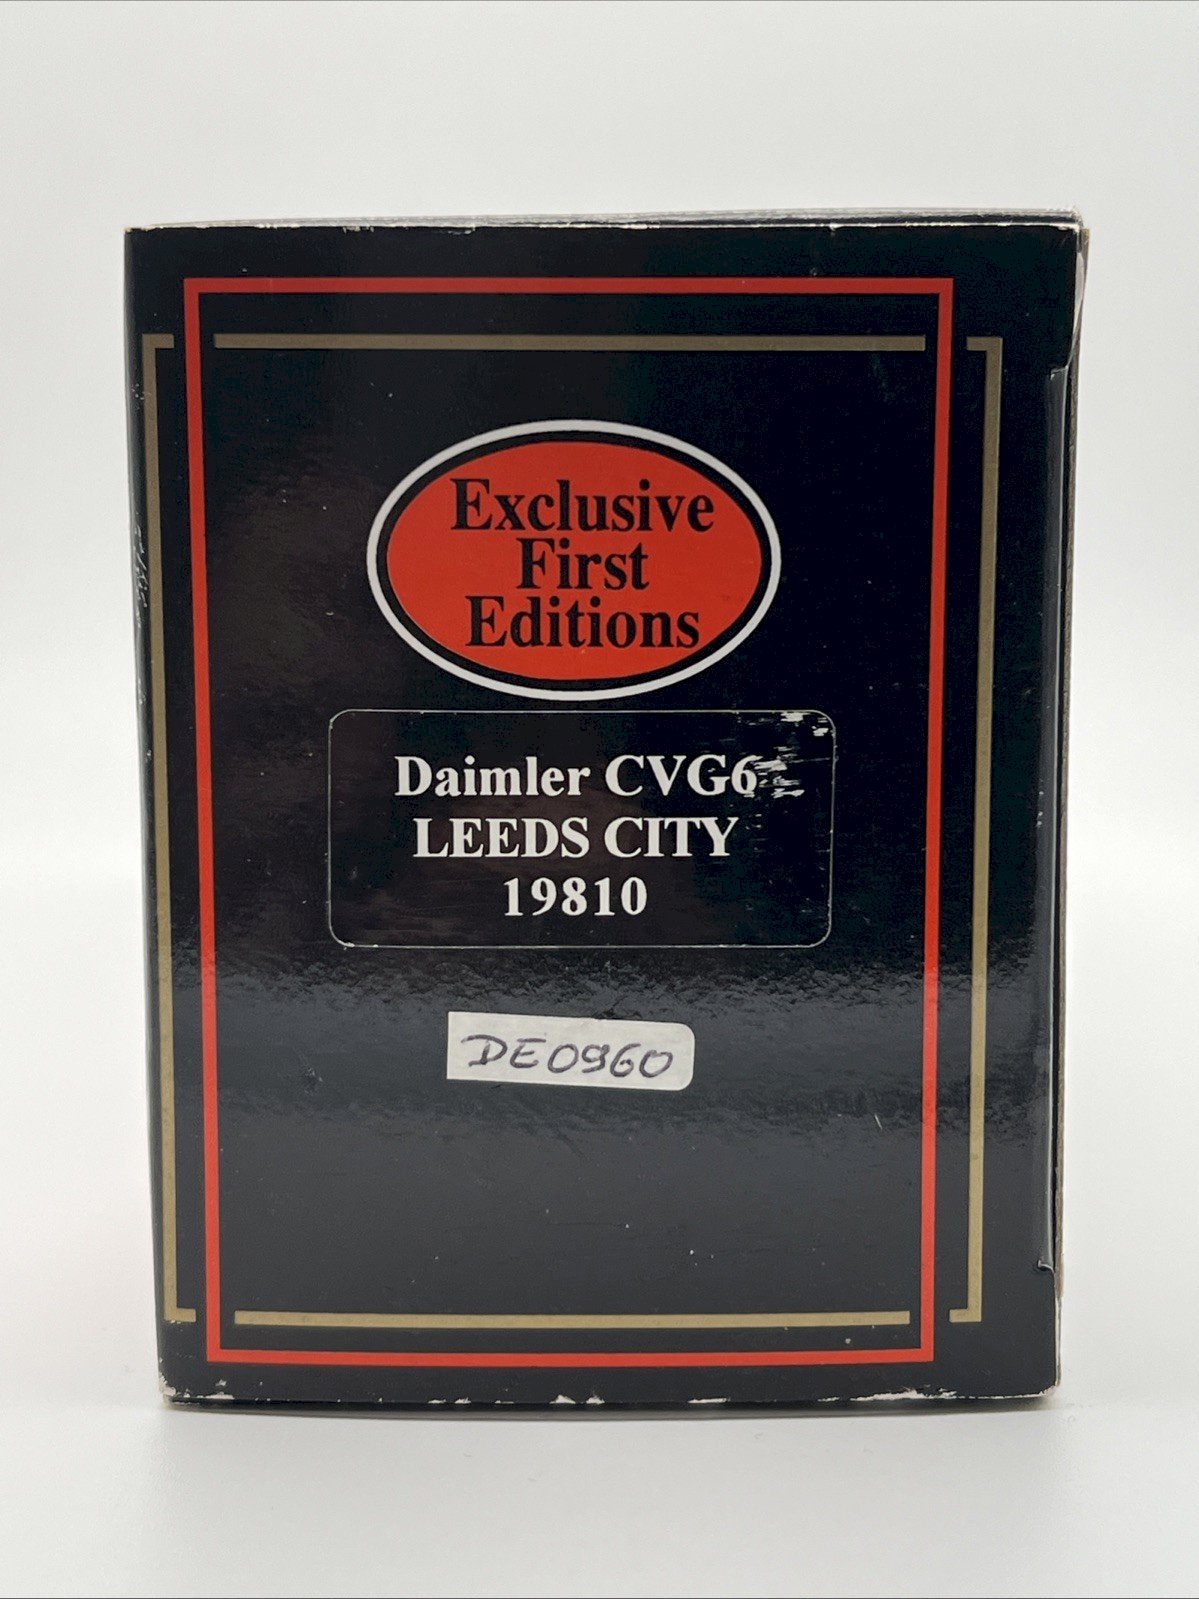 Exclusive
First
Editions
Daimler CVG6
LEEDS CITY
19810
DE0960